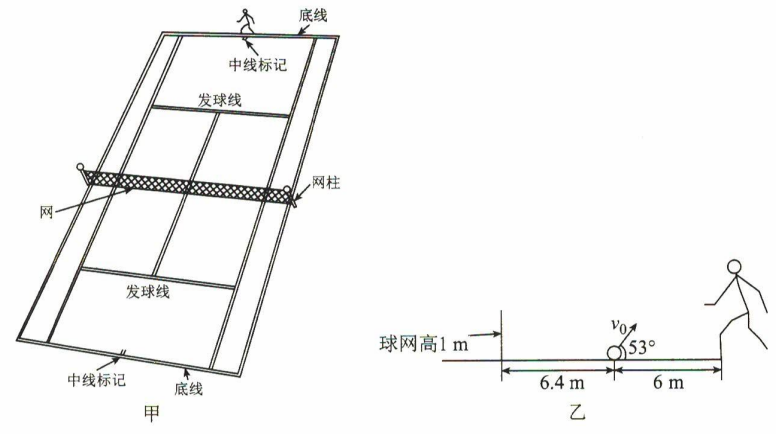 底线
中线标记
发球线
网柱
网
发球线
中线标记
底线
甲
v₀
53°
球网高1 m
6.4 m
6 m
乙